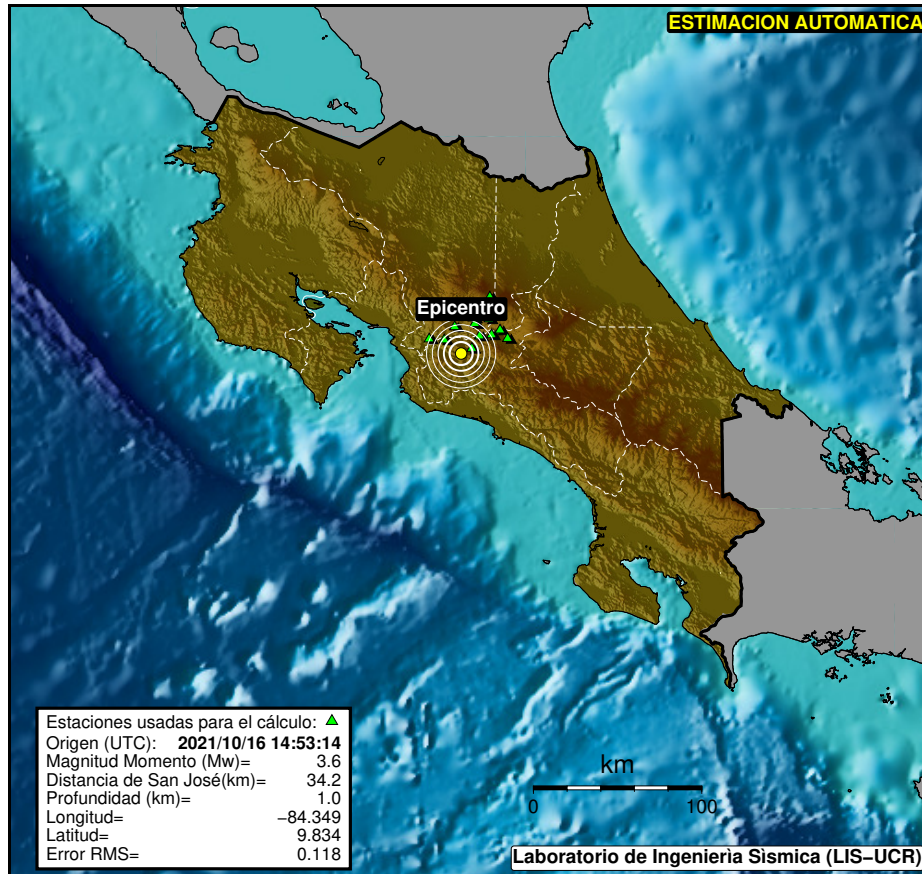 ESTIMACION AUTOMATICA
Epicentro
Estaciones usadas para el cálculo:
Origen (UTC): 2021/10/16 14:53:14
Magnitud Momento (Mw)= 3.6
Distancia de San José(km)= 34.2
Profundidad (km)= 1.0
Longitud= −84.349
Latitud= 9.834
Error RMS= 0.118
km
0 100
Laboratorio de Ingenierìa Sìsmica (LIS−UCR)